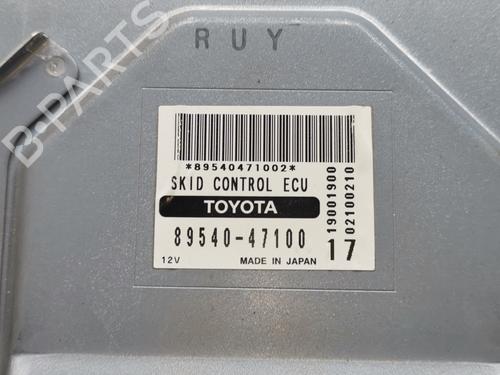 RUY
B-PARTS
*89540471002*
SKID CONTROL ECU
TOYOTA
89540-47100
12V
MADE IN JAPAN
17
19001900
02100210